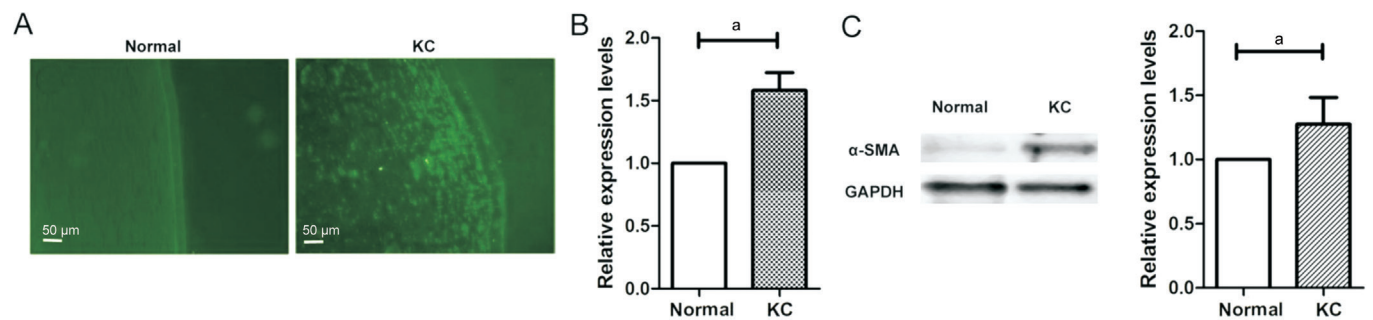 A
Normal
KC
50 µm
50 µm
B
Relative expression levels
2.0
1.5
1.0
0.5
0.0
a
Normal
KC
C
Normal
KC
α-SMA
GAPDH
Relative expression levels
2.0
1.5
1.0
0.5
0.0
a
Normal
KC